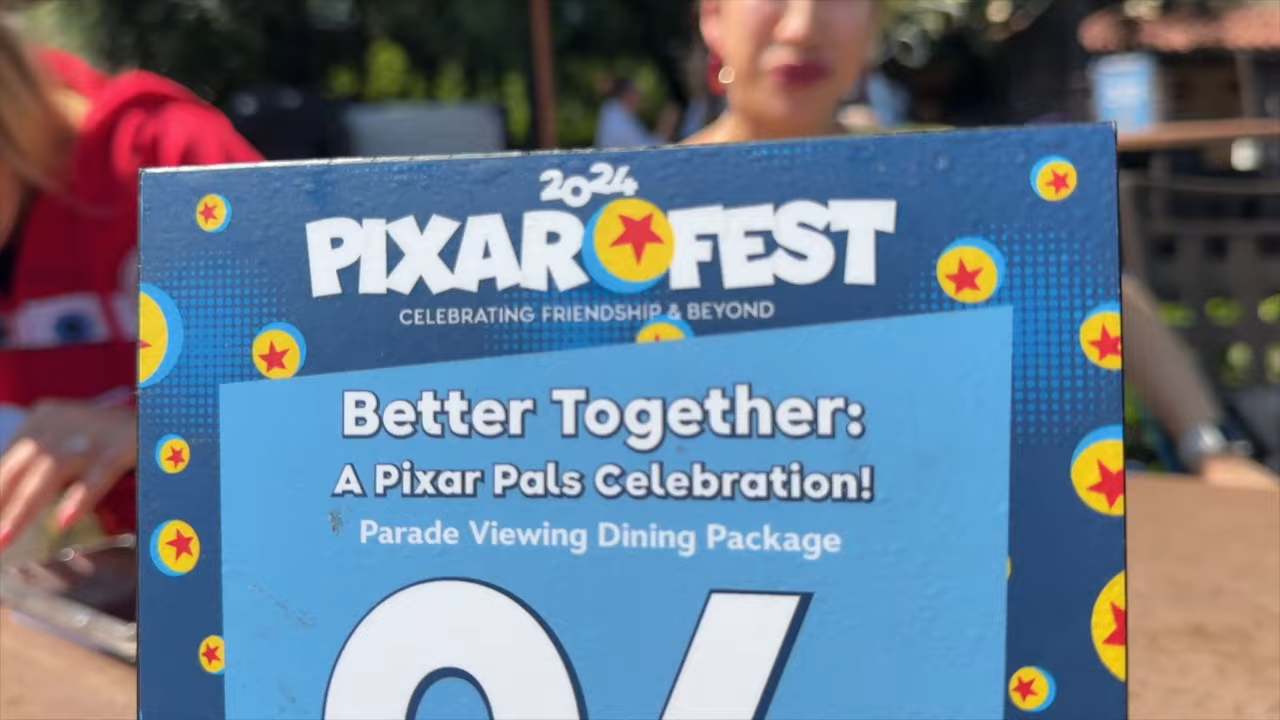 2024
PIXAR FEST
CELEBRATING FRIENDSHIP & BEYOND
Better Together:
A Pixar Pals Celebration!
Parade Viewing Dining Package